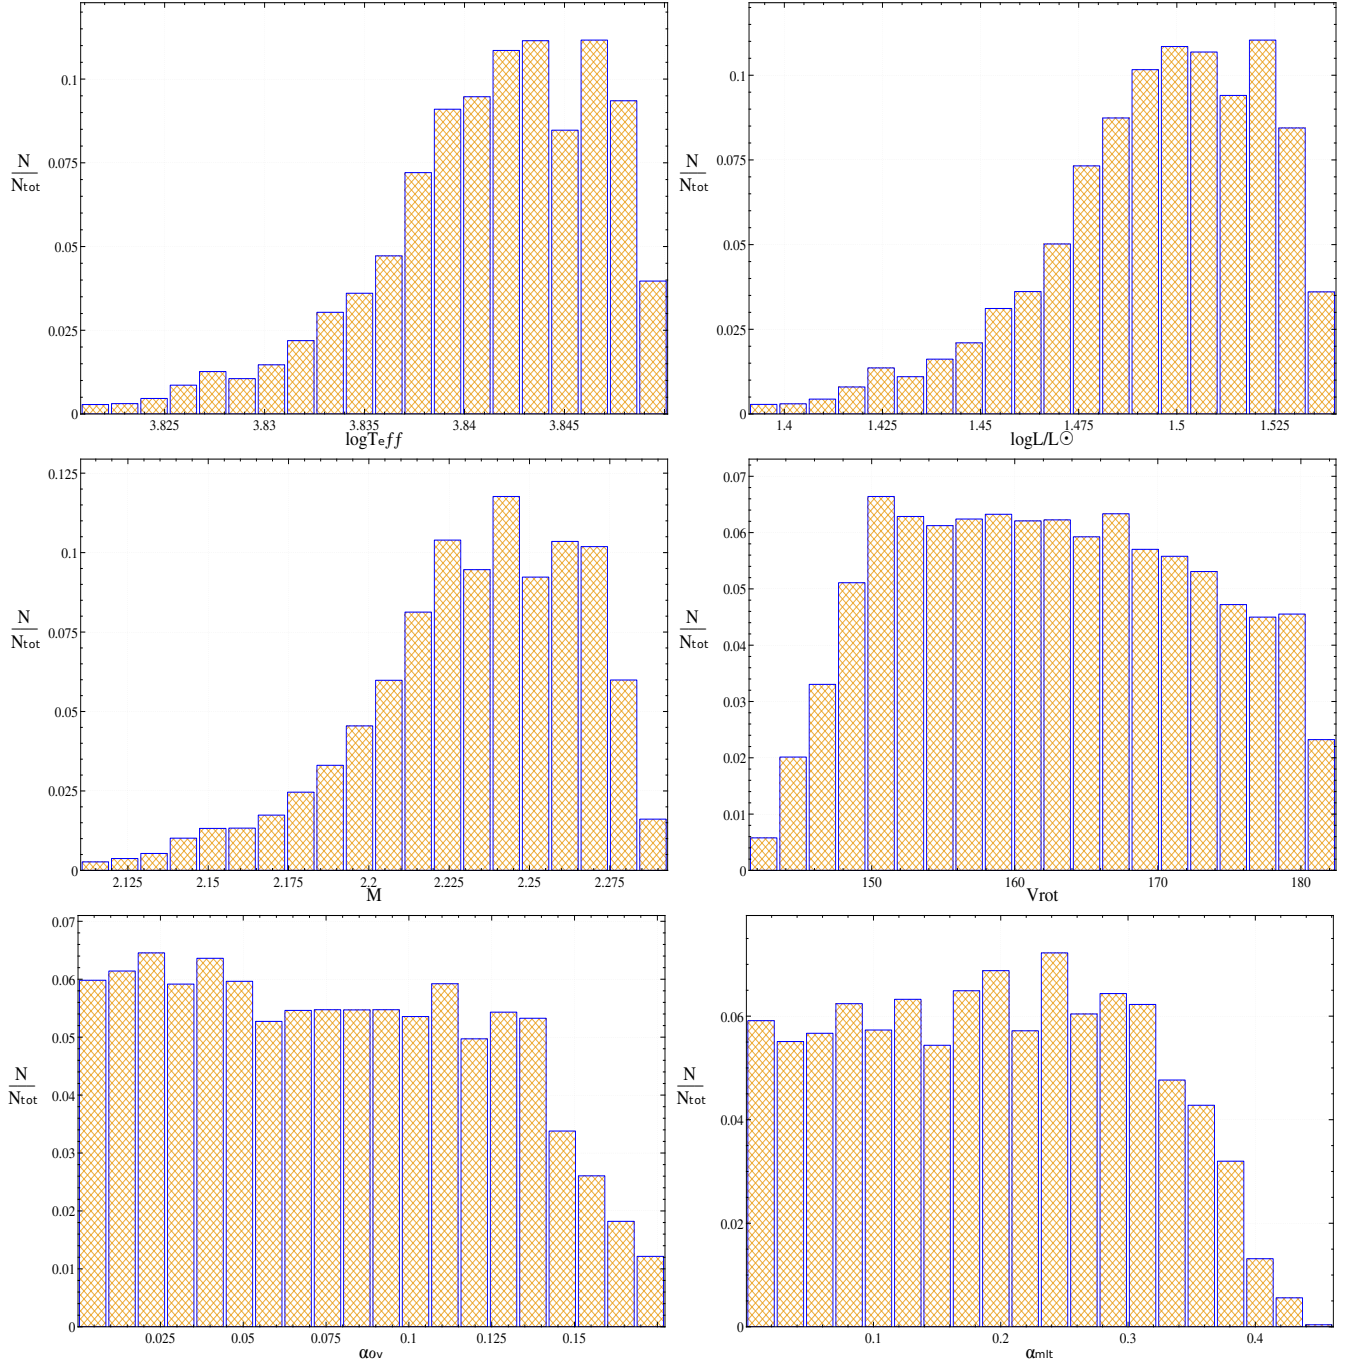 0.1
0.075
0.05
0.025
0
N
Ntot
3.825 3.83 3.835 3.84 3.845
logTeff
0.1
0.075
0.05
0.025
0
N
Ntot
1.4 1.425 1.45 1.475 1.5 1.525
logL/L☉
0.125
0.1
0.075
0.05
0.025
0
N
Ntot
2.125 2.15 2.175 2.2 2.225 2.25 2.275
M
0.07
0.06
0.05
0.04
0.03
0.02
0.01
0
N
Ntot
150 160 170 180
Vrot
0.07
0.06
0.05
0.04
0.03
0.02
0.01
0
N
Ntot
0.025 0.05 0.075 0.1 0.125 0.15
αov
0.06
0.04
0.02
0
N
Ntot
0.1 0.2 0.3 0.4
αmlt